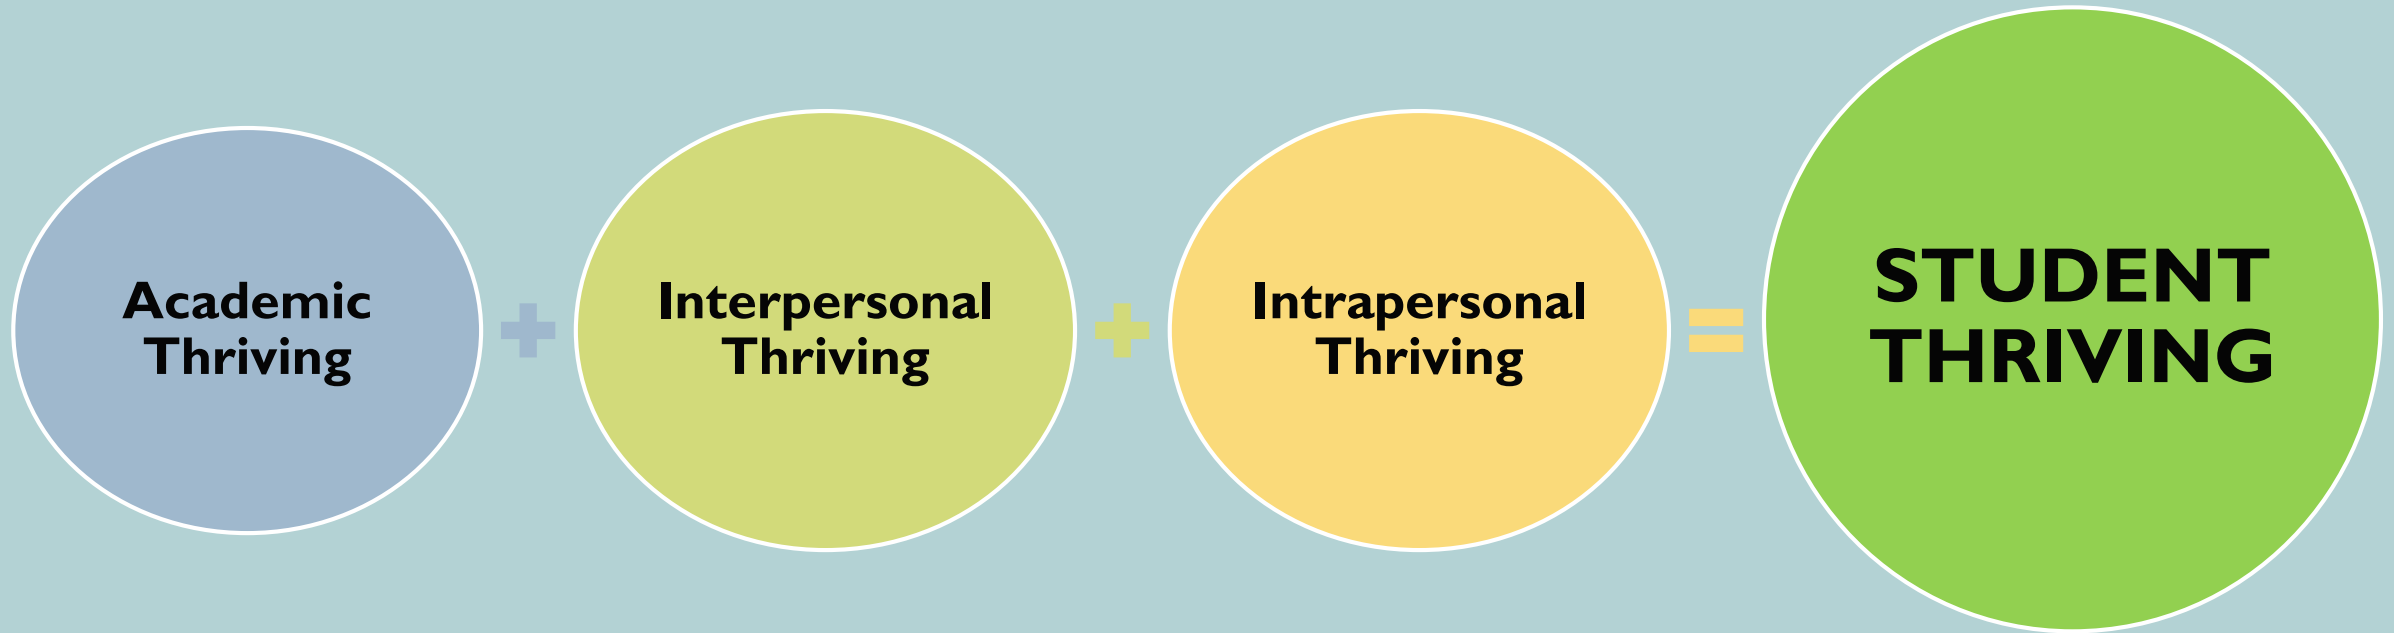 Academic
Thriving
+
Interpersonal
Thriving
+
Intrapersonal
Thriving
=
STUDENT
THRIVING